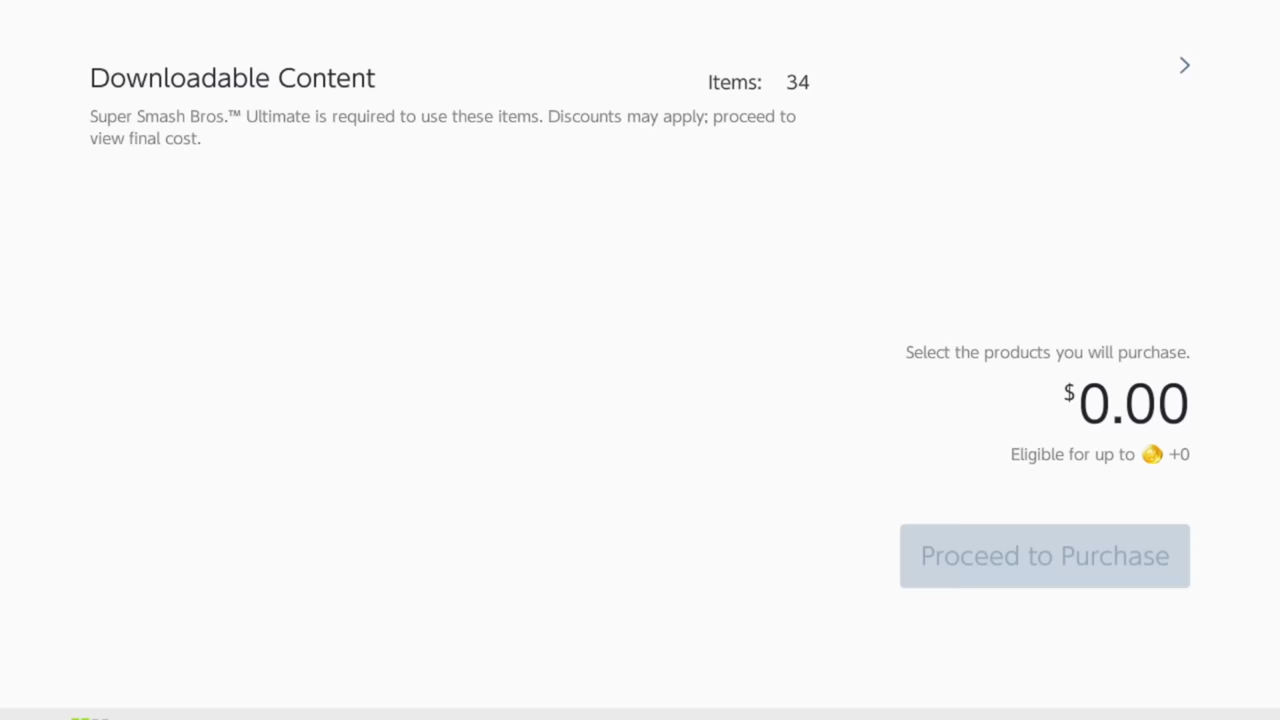 Downloadable Content
Items: 34
Super Smash Bros.™ Ultimate is required to use these items. Discounts may apply; proceed to
view final cost.
Select the products you will purchase.
$0.00
Eligible for up to +0
Proceed to Purchase